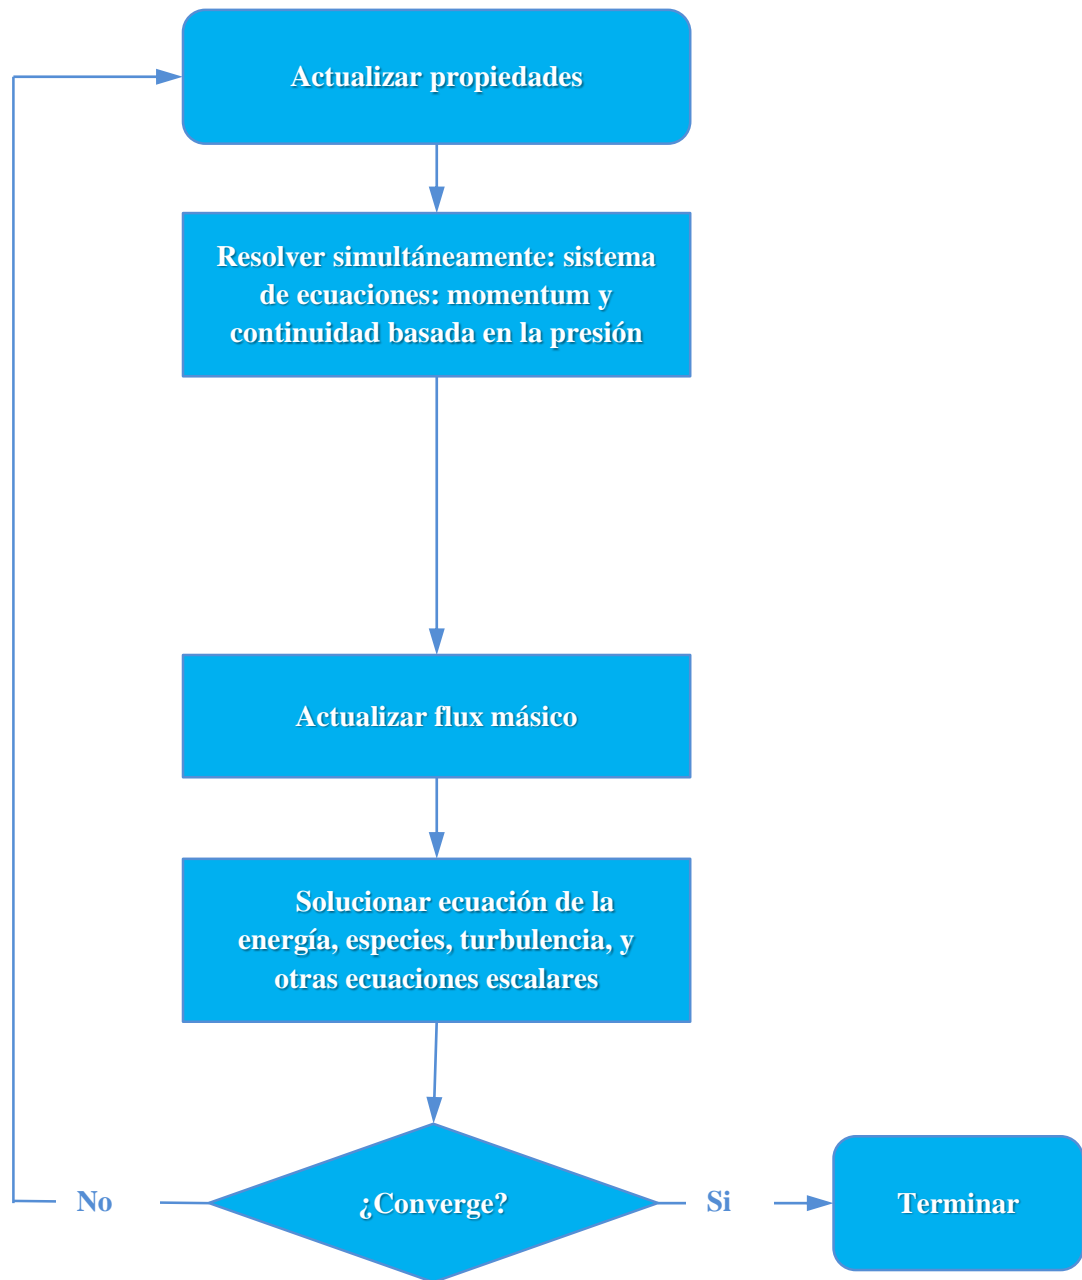 Actualizar propiedades
Resolver simultáneamente: sistema
de ecuaciones: momentum y
continuidad basada en la presión
Actualizar flux másico
Solucionar ecuación de la
energía, especies, turbulencia, y
otras ecuaciones escalares
No
¿Converge?
Si
Terminar